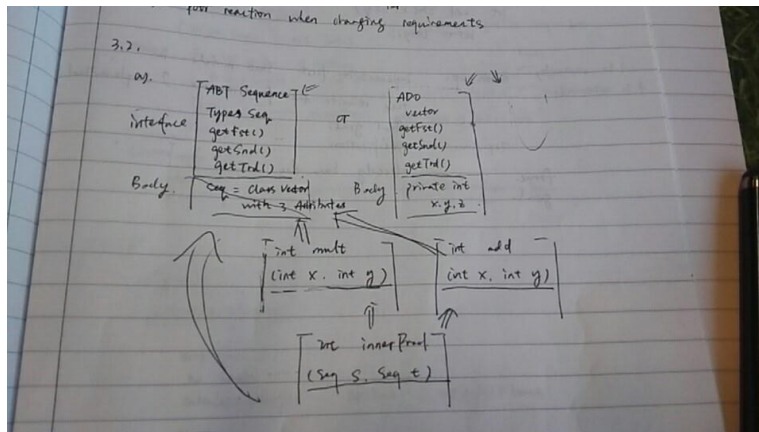 poor reaction when changing requirements
3.2.
a).
interface
ABT Sequence
Types Seq
getFst()
getSnd()
getTrd()
Body.
Seq = class vector
with 3 Attributes
or
ADO
vector
getFst()
getSnd()
getTrd()
Body
private int
x.y.z
int mult
(int x, int y)
int add
(int x, int y)
int innerProd
(Seq s, Seq t)